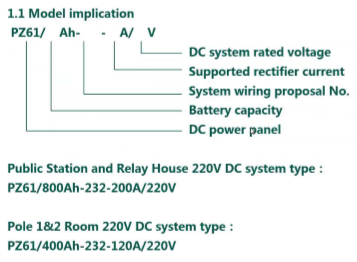 1.1 Model implication
PZ61/ Ah- - A/ V
DC system rated voltage
Supported rectifier current
System wiring proposal No.
Battery capacity
DC power panel
Public Station and Relay House 220V DC system type :
PZ61/800Ah-232-200A/220V
Pole 1&2 Room 220V DC system type :
PZ61/400Ah-232-120A/220V